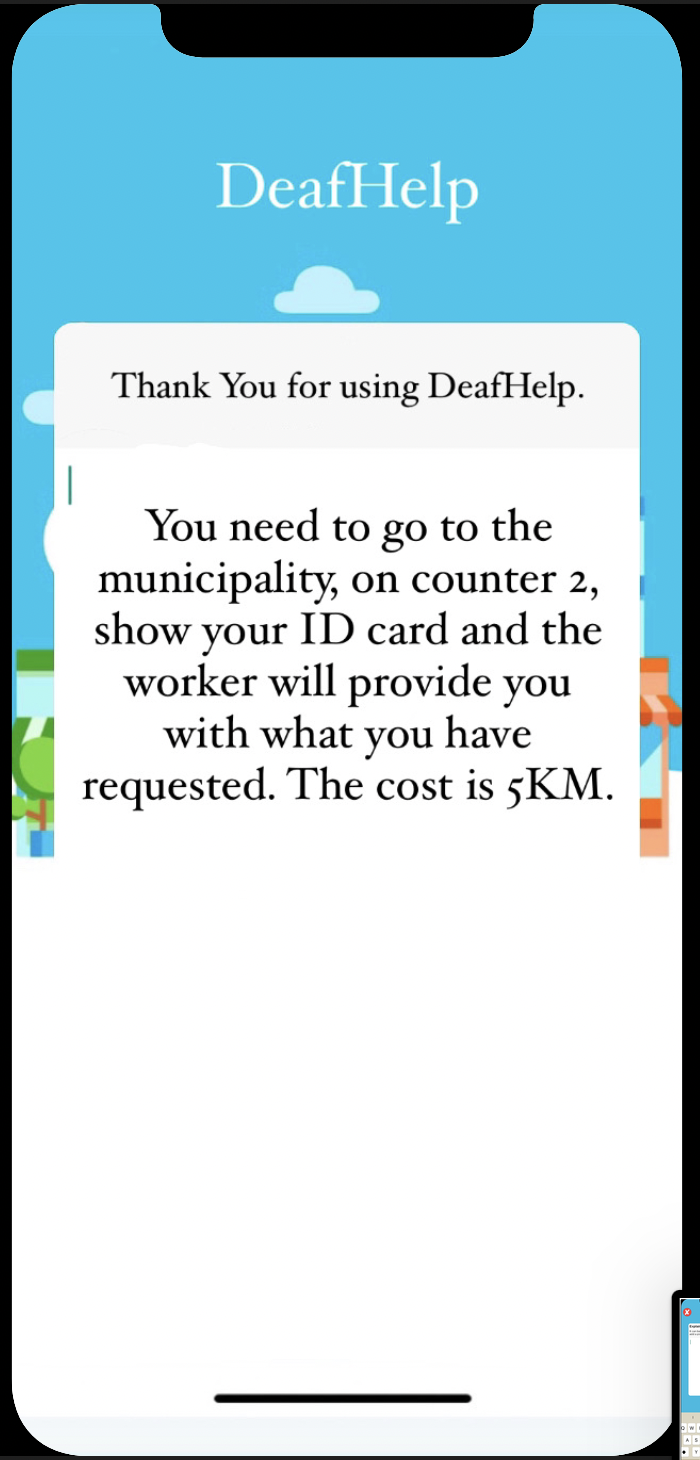 DeafHelp
Thank You for using DeafHelp.
You need to go to the
municipality, on counter 2,
show your ID card and the
worker will provide you
with what you have
requested. The cost is 5KM.